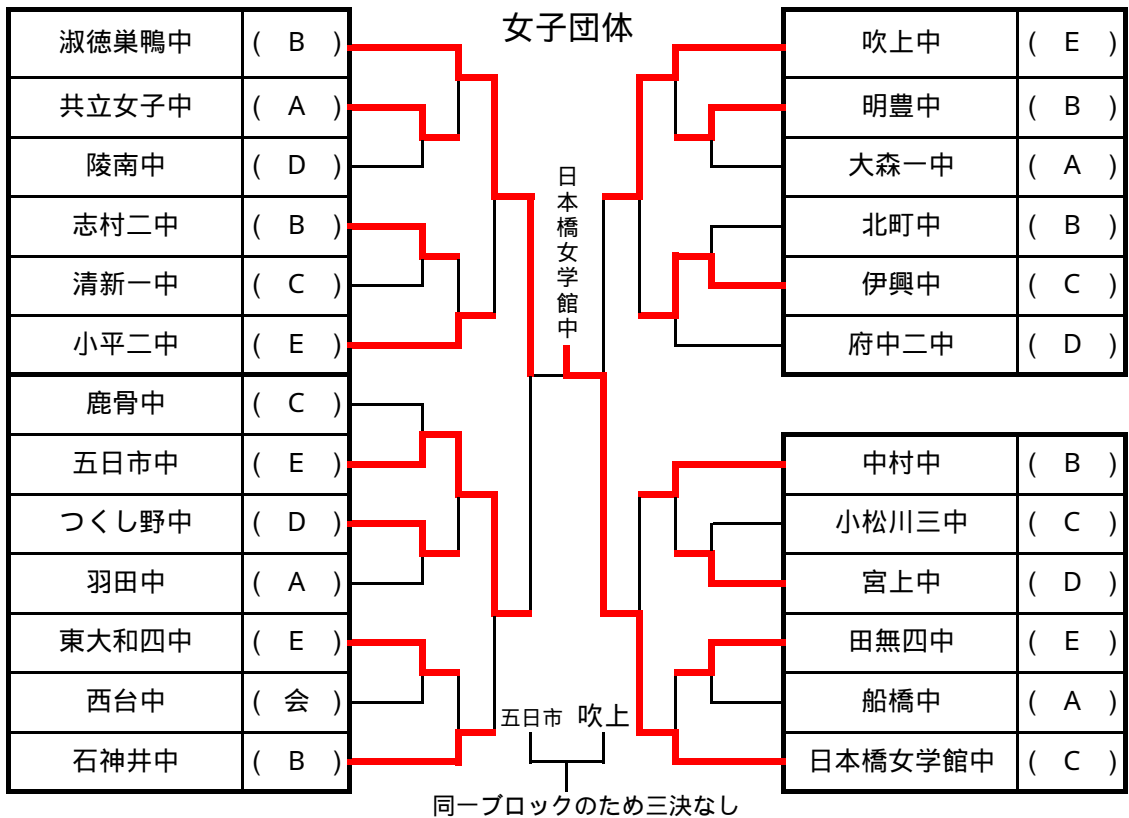 女子団体
淑徳巣鴨中 ( B )
共立女子中 ( A )
陵南中 ( D )
志村二中 ( B )
清新一中 ( C )
小平二中 ( E )
鹿骨中 ( C )
五日市中 ( E )
つくし野中 ( D )
羽田中 ( A )
東大和四中 ( E )
西台中 ( 会 )
石神井中 ( B )
日本橋女学館中
吹上中 ( E )
明豊中 ( B )
大森一中 ( A )
北町中 ( B )
伊興中 ( C )
府中二中 ( D )
中村中 ( B )
小松川三中 ( C )
宮上中 ( D )
田無四中 ( E )
船橋中 ( A )
日本橋女学館中 ( C )
五日市 吹上
同一ブロックのため三決なし